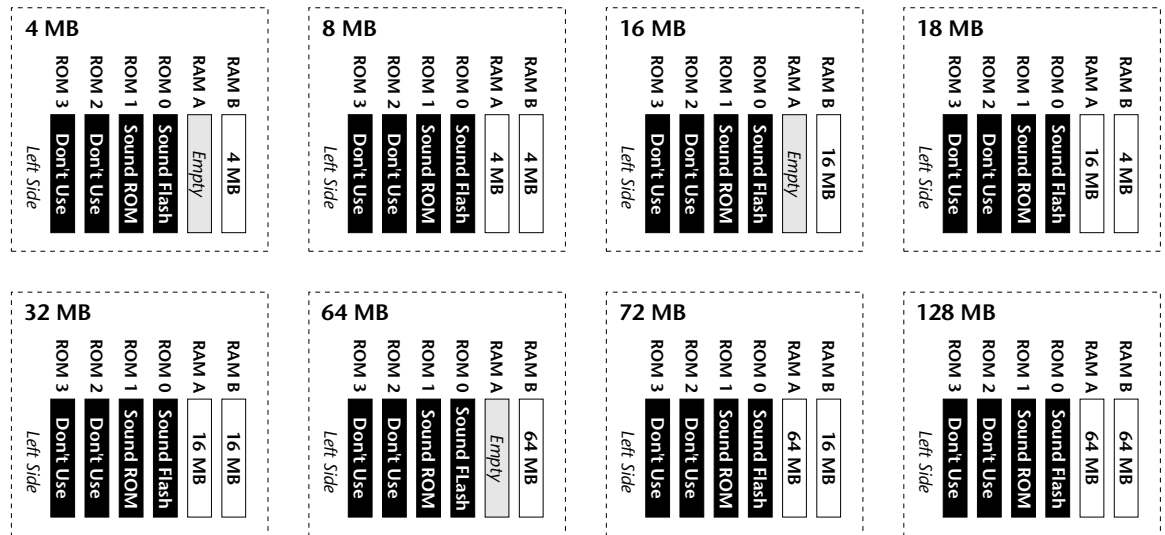 4 MB
ROM 3
ROM 2
ROM 1
ROM 0
RAM A
RAM B
Don't Use
Don't Use
Sound ROM
Sound Flash
Empty
4 MB
Left Side
8 MB
ROM 3
ROM 2
ROM 1
ROM 0
RAM A
RAM B
Don't Use
Don't Use
Sound ROM
Sound Flash
4 MB
4 MB
Left Side
16 MB
ROM 3
ROM 2
ROM 1
ROM 0
RAM A
RAM B
Don't Use
Don't Use
Sound ROM
Sound Flash
Empty
16 MB
Left Side
18 MB
ROM 3
ROM 2
ROM 1
ROM 0
RAM A
RAM B
Don't Use
Don't Use
Sound ROM
Sound Flash
16 MB
4 MB
Left Side
32 MB
ROM 3
ROM 2
ROM 1
ROM 0
RAM A
RAM B
Don't Use
Don't Use
Sound ROM
Sound Flash
16 MB
16 MB
Left Side
64 MB
ROM 3
ROM 2
ROM 1
ROM 0
RAM A
RAM B
Don't Use
Don't Use
Sound ROM
Sound FLash
Empty
64 MB
Left Side
72 MB
ROM 3
ROM 2
ROM 1
ROM 0
RAM A
RAM B
Don't Use
Don't Use
Sound ROM
Sound Flash
64 MB
16 MB
Left Side
128 MB
ROM 3
ROM 2
ROM 1
ROM 0
RAM A
RAM B
Don't Use
Don't Use
Sound ROM
Sound Flash
64 MB
64 MB
Left Side